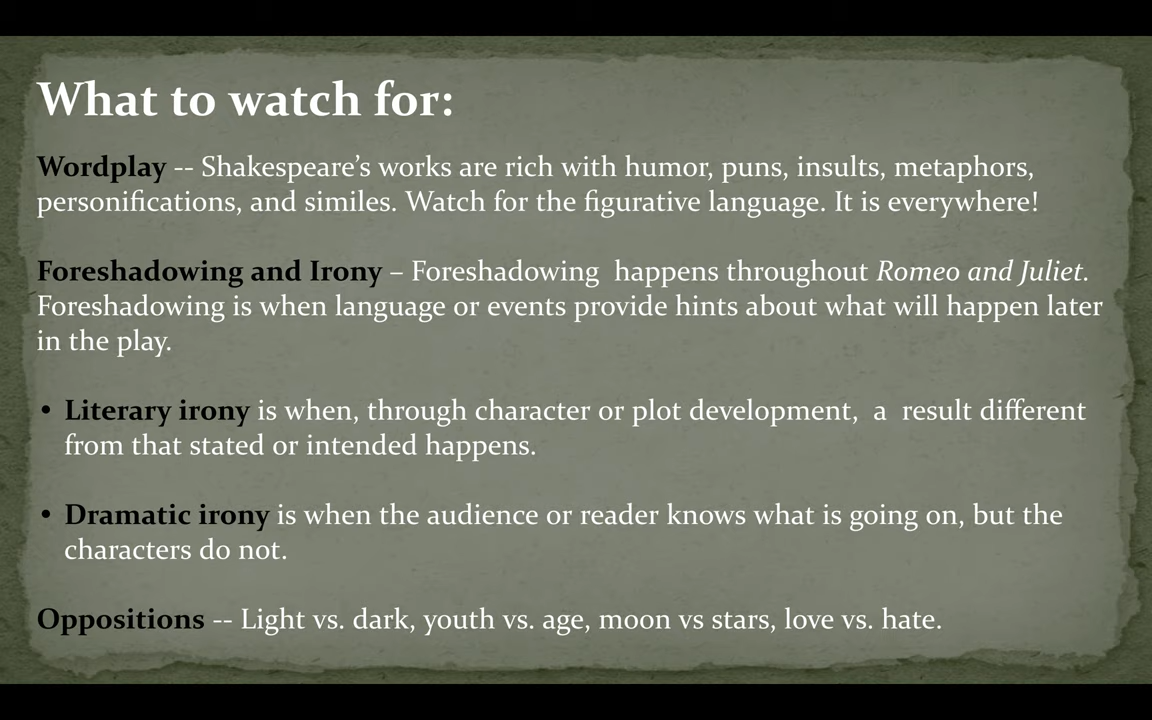 What to watch for:
Wordplay -- Shakespeare’s works are rich with humor, puns, insults, metaphors,
personifications, and similes. Watch for the figurative language. It is everywhere!
Foreshadowing and Irony – Foreshadowing  happens throughout Romeo and Juliet.
Foreshadowing is when language or events provide hints about what will happen later
in the play.
• Literary irony is when, through character or plot development,  a  result different
from that stated or intended happens.
• Dramatic irony is when the audience or reader knows what is going on, but the
characters do not.
Oppositions -- Light vs. dark, youth vs. age, moon vs stars, love vs. hate.